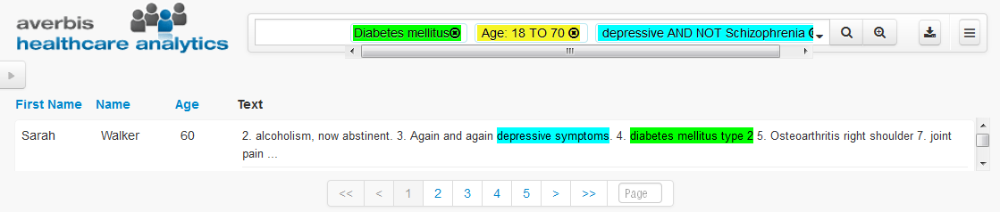 averbis
healthcare analytics
Diabetes mellitus Age: 18 TO 70 depressive AND NOT Schizophrenia
First Name Name Age Text
Sarah Walker 60 2. alcoholism, now abstinent. 3. Again and again depressive symptoms. 4. diabetes mellitus type 2 5. Osteoarthritis right shoulder 7. joint
pain ...
<< < 1 2 3 4 5 > >> Page